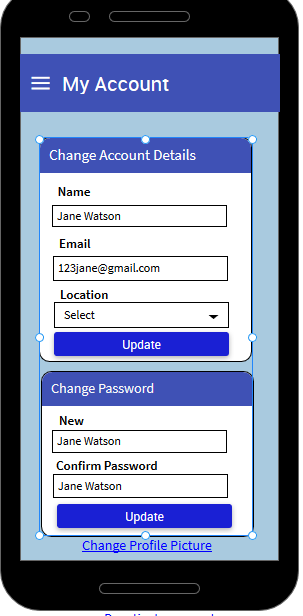 My Account
Change Account Details
Name
Jane Watson
Email
123jane@gmail.com
Location
Select
Update
Change Password
New
Jane Watson
Confirm Password
Jane Watson
Update
Change Profile Picture